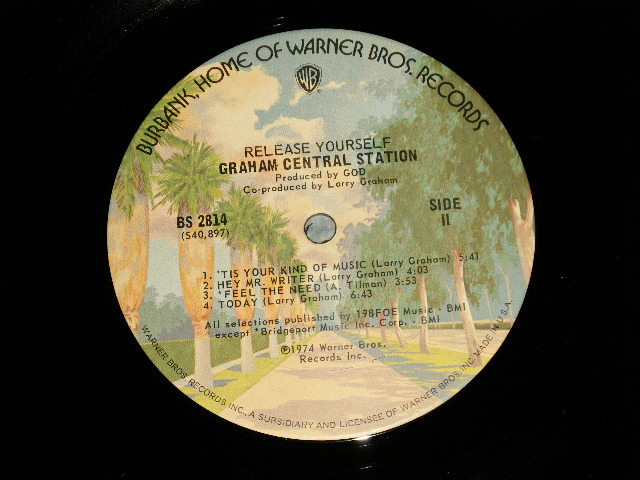 BURBANK, HOME OF WARNER BROS. RECORDS
WB
RELEASE YOURSELF
GRAHAM CENTRAL STATION
Produced by GOD
Co-produced by Larry Graham
BS 2814
(S40,897)
SIDE
II
1. 'TIS YOUR KIND OF MUSIC (Larry Graham) 5:41
2. HEY MR. WRITER (Larry Graham) 4:03
3. *FEEL THE NEED (A. Tilman) 3:53
4. TODAY (Larry Graham) 6:43
All selections published by 198FOE Music - BMI
except *Bridgeport Music Inc. Corp. - BMI
©1974 Warner Bros.
Records Inc.
WARNER BROS. RECORDS INC., A SUBSIDIARY AND LICENSEE OF WARNER BROS. INC. MADE IN U.S.A.